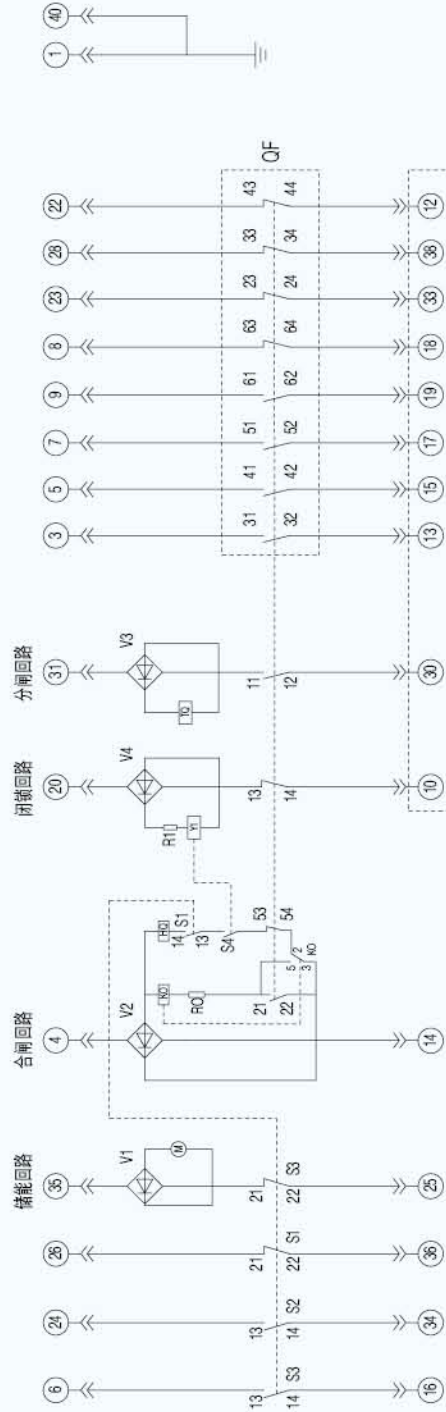 储能回路 合闸回路 闭锁回路 分闸回路
6 24 26 35 4 20 31 3 5 7 9 8 23 28 22 1 40
V1 V2 V4 V3
M
HQ
KO
R1
Y1
TQ
S1
14
13
RO
S4
QF
13 13 21 21 21 53 13 11 31 41 51 61 63 23 33 43
14 14 22 22 22 54 14 12 32 42 52 62 64 24 34 44
S3 S2 S1 S3
5 2
3 KO
16 34 36 25 14 10 30 13 15 17 19 18 33 38 12